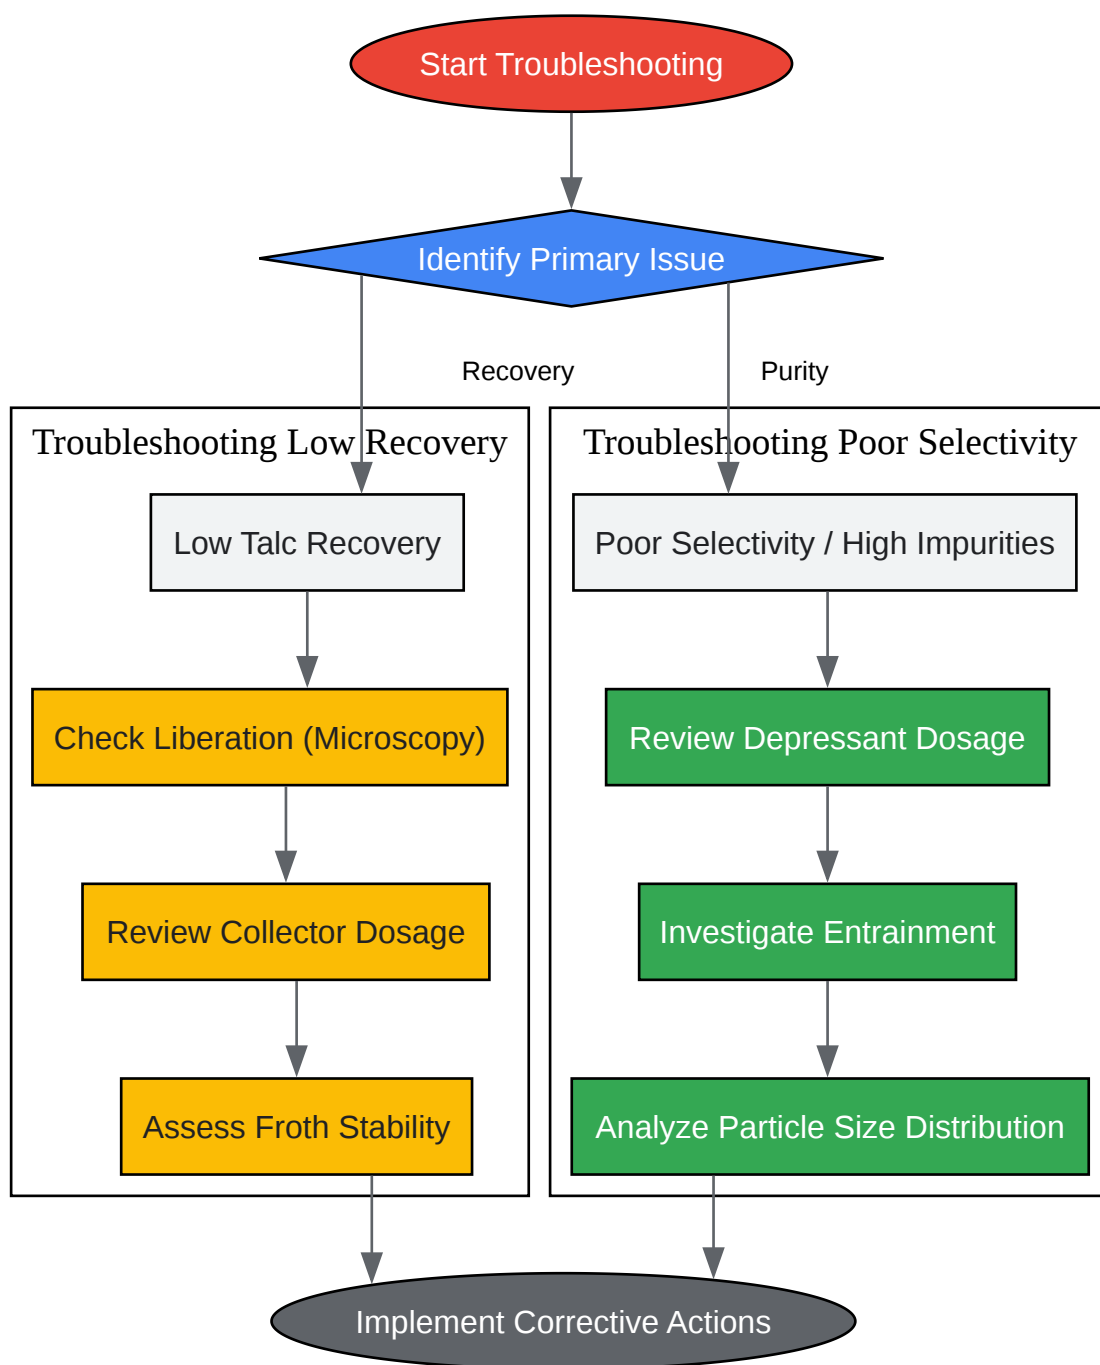 Start Troubleshooting
Identify Primary Issue
Recovery
Purity
Troubleshooting Low Recovery
Low Talc Recovery
Check Liberation (Microscopy)
Review Collector Dosage
Assess Froth Stability
Troubleshooting Poor Selectivity
Poor Selectivity / High Impurities
Review Depressant Dosage
Investigate Entrainment
Analyze Particle Size Distribution
Implement Corrective Actions